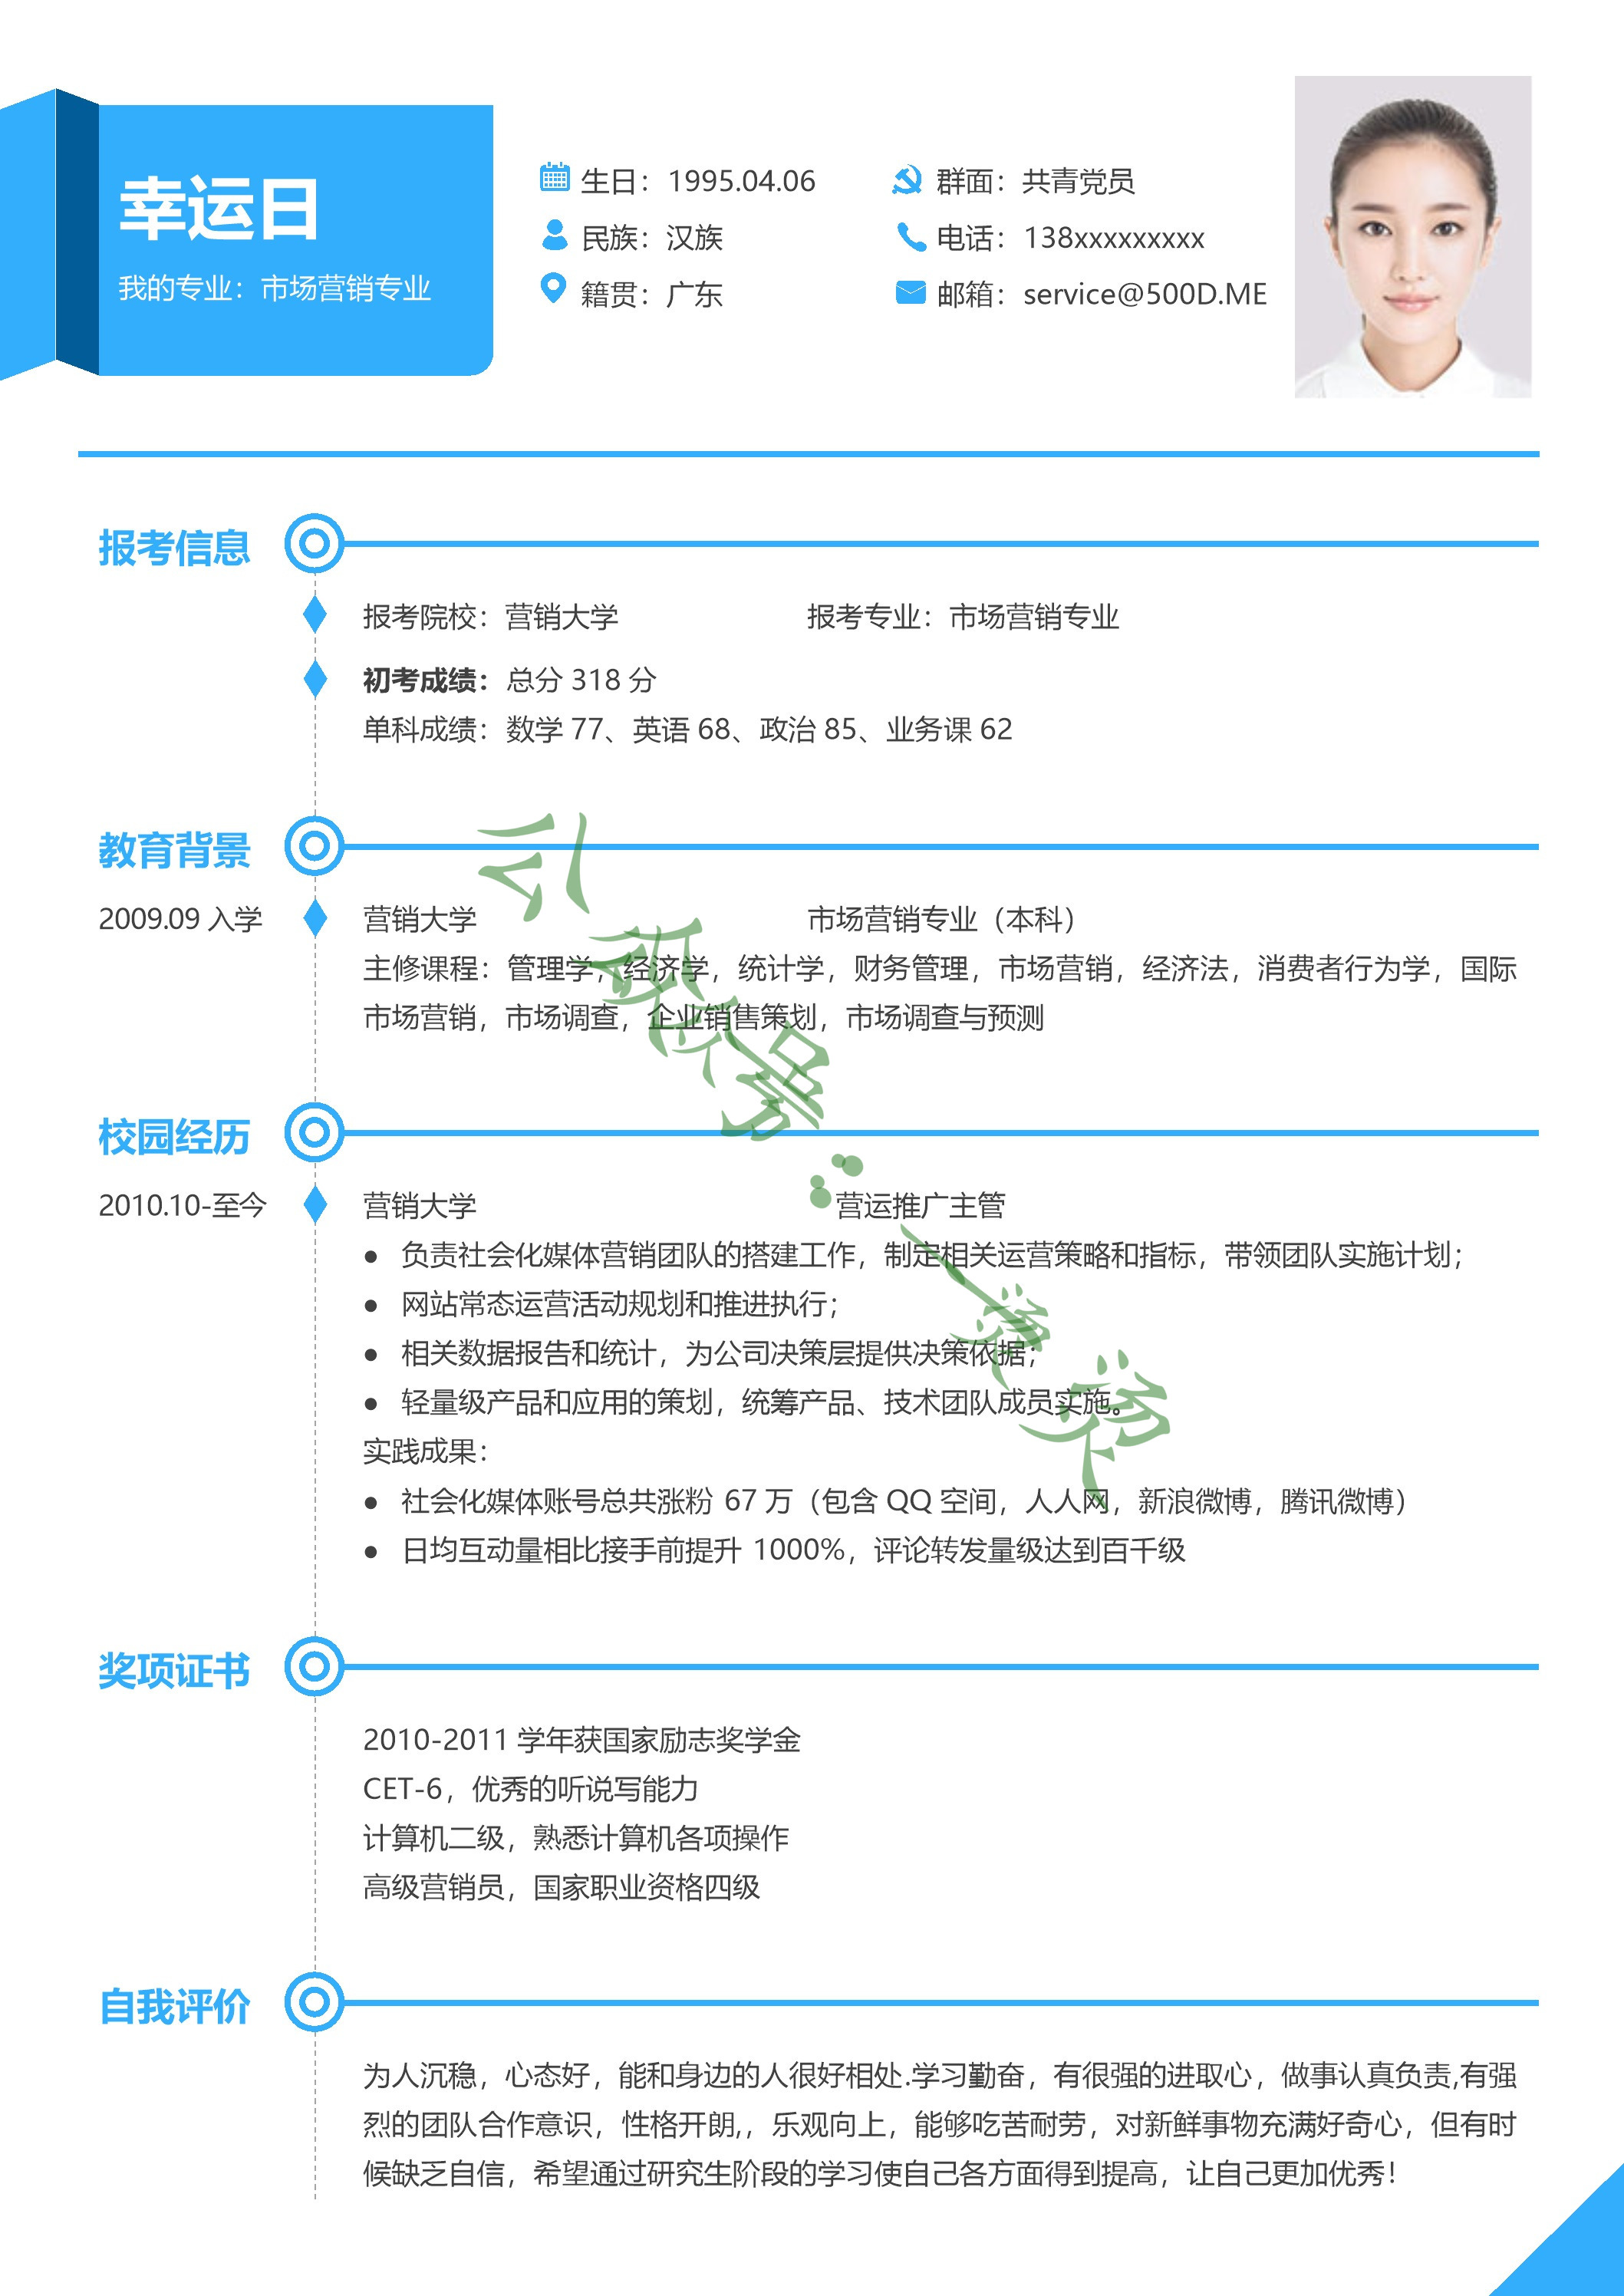 幸运日
我的专业：市场营销专业
生日：1995.04.06
群面：共青党员
民族：汉族
电话：138xxxxxxxxx
籍贯：广东
邮箱：service@500D.ME
报考信息
报考院校：营销大学 报考专业：市场营销专业
初考成绩：总分 318 分
单科成绩：数学 77、英语 68、政治 85、业务课 62
教育背景
2009.09 入学 营销大学 市场营销专业（本科）
主修课程：管理学，经济学，统计学，财务管理，市场营销，经济法，消费者行为学，国际
市场营销，市场调查，企业销售策划，市场调查与预测
校园经历
2010.10-至今 营销大学 营运推广主管
● 负责社会化媒体营销团队的搭建工作，制定相关运营策略和指标，带领团队实施计划；
● 网站常态运营活动规划和推进执行；
● 相关数据报告和统计，为公司决策层提供决策依据；
● 轻量级产品和应用的策划，统筹产品、技术团队成员实施。
实践成果：
● 社会化媒体账号总共涨粉 67 万（包含 QQ 空间，人人网，新浪微博，腾讯微博）
● 日均互动量相比接手前提升 1000%，评论转发量级达到百千级
奖项证书
2010-2011 学年获国家励志奖学金
CET-6，优秀的听说写能力
计算机二级，熟悉计算机各项操作
高级营销员，国家职业资格四级
自我评价
为人沉稳，心态好，能和身边的人很好相处.学习勤奋，有很强的进取心，做事认真负责,有强
烈的团队合作意识，性格开朗,，乐观向上，能够吃苦耐劳，对新鲜事物充满好奇心，但有时
候缺乏自信，希望通过研究生阶段的学习使自己各方面得到提高，让自己更加优秀！